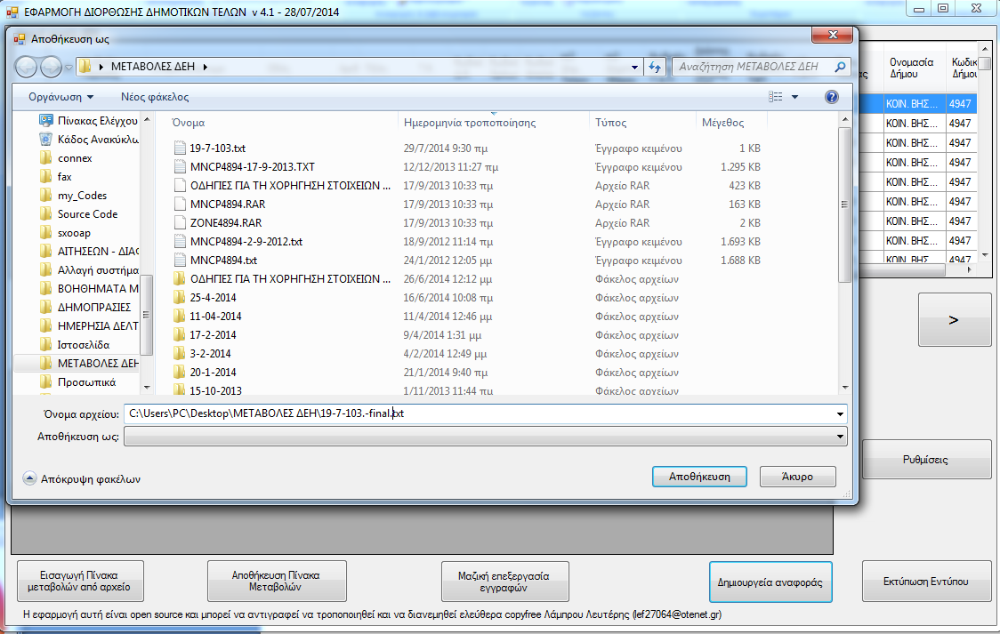 ΕΦΑΡΜΟΓΗ ΔΙΟΡΘΩΣΗΣ ΔΗΜΟΤΙΚΩΝ ΤΕΛΩΝ v 4.1 - 28/07/2014
Αποθήκευση ως
ΜΕΤΑΒΟΛΕΣ ΔΕΗ
Αναζήτηση ΜΕΤΑΒΟΛΕΣ ΔΕΗ
Οργάνωση
Νέος φάκελος
Πίνακας Ελέγχου
Κάδος Ανακύκλω
connex
fax
my_Codes
Source Code
sxooap
ΑΙΤΗΣΕΩΝ - ΔΙΑΦ
Αλλαγή συστήμα
ΒΟΗΘΗΜΑΤΑ Μ
ΔΗΜΟΠΡΑΣΙΕΣ
ΗΜΕΡΗΣΙΑ ΔΕΛΤ
Ιστοσελίδα
ΜΕΤΑΒΟΛΕΣ ΔΕΗ
Προσωπικά
Όνομα Ημερομηνία τροποποίησης Τύπος Μέγεθος
19-7-103.txt 29/7/2014 9:30 πμ Έγγραφο κειμένου 1 KB
MNCP4894-17-9-2013.TXT 12/12/2013 11:27 πμ Έγγραφο κειμένου 1.295 KB
ΟΔΗΓΙΕΣ ΓΙΑ ΤΗ ΧΟΡΗΓΗΣΗ ΣΤΟΙΧΕΙΩΝ ... 17/9/2013 10:33 πμ Αρχείο RAR 423 KB
MNCP4894.RAR 17/9/2013 10:33 πμ Αρχείο RAR 163 KB
ZONE4894.RAR 17/9/2013 10:33 πμ Αρχείο RAR 2 KB
MNCP4894-2-9-2012.txt 18/9/2012 11:14 πμ Έγγραφο κειμένου 1.693 KB
MNCP4894.txt 24/1/2012 12:05 μμ Έγγραφο κειμένου 1.688 KB
ΟΔΗΓΙΕΣ ΓΙΑ ΤΗ ΧΟΡΗΓΗΣΗ ΣΤΟΙΧΕΙΩΝ ... 26/6/2014 12:12 μμ Φάκελος αρχείων
25-4-2014 16/6/2014 10:08 πμ Φάκελος αρχείων
11-04-2014 11/4/2014 12:46 μμ Φάκελος αρχείων
17-2-2014 9/4/2014 1:31 μμ Φάκελος αρχείων
3-2-2014 4/2/2014 12:49 μμ Φάκελος αρχείων
20-1-2014 21/1/2014 9:40 πμ Φάκελος αρχείων
15-10-2013 1/11/2013 11:44 πμ Φάκελος αρχείων
Όνομα αρχείου: C:\Users\PC\Desktop\ΜΕΤΑΒΟΛΕΣ ΔΕΗ\19-7-103.-final.txt
Αποθήκευση ως:
Απόκρυψη φακέλων
Αποθήκευση
Άκυρο
ας
Ονομασία Δήμου
Κωδικ Δήμου
ΚΟΙΝ. ΒΗΣ... 4947
ΚΟΙΝ. ΒΗΣ... 4947
ΚΟΙΝ. ΒΗΣ... 4947
ΚΟΙΝ. ΒΗΣ... 4947
ΚΟΙΝ. ΒΗΣ... 4947
ΚΟΙΝ. ΒΗΣ... 4947
ΚΟΙΝ. ΒΗΣ... 4947
ΚΟΙΝ. ΒΗΣ... 4947
ΚΟΙΝ. ΒΗΣ... 4947
>
Ρυθμίσεις
Εισαγωγή Πίνακα
μεταβολών από αρχείο
Αποθήκευση Πίνακα
Μεταβολών
Μαζική επεξεργασία
εγγραφών
Δημιουργεία αναφοράς
Εκτύπωση Εντύπου
Η εφαρμογή αυτή είναι open source και μπορεί να αντιγραφεί να τροποποιηθεί και να διανεμηθεί ελεύθερα copyfree Λάμπρου Λευτέρης (lef27064@otenet.gr)